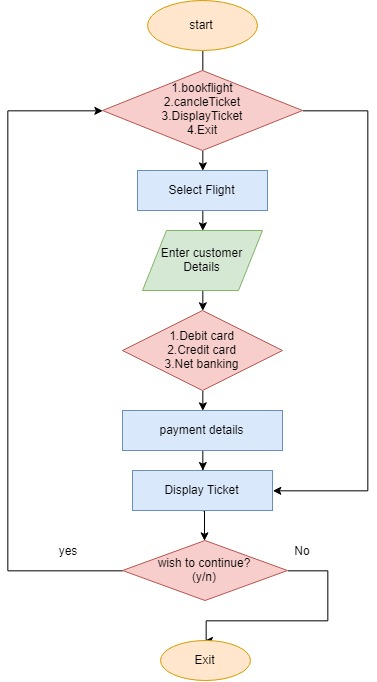 start
1.bookflight
2.cancleTicket
3.DisplayTicket
4.Exit
Select Flight
Enter customer
Details
1.Debit card
2.Credit card
3.Net banking
payment details
Display Ticket
yes
wish to continue?
(y/n)
No
Exit